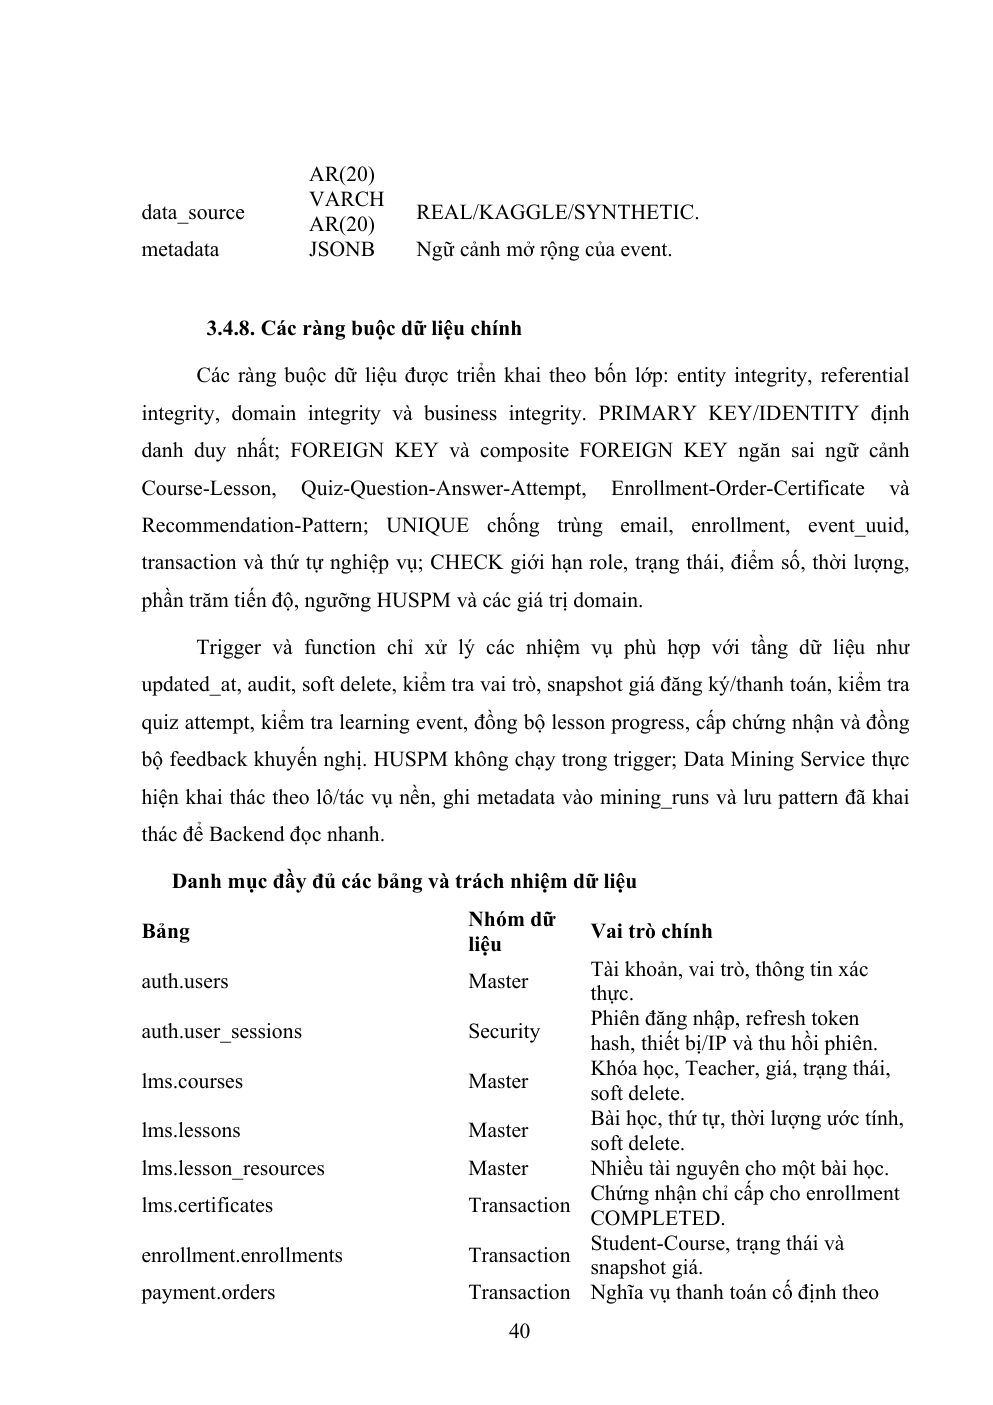 AR(20)
data_source VARCHAR(20) REAL/KAGGLE/SYNTHETIC.
metadata JSONB Ngữ cảnh mở rộng của event.
3.4.8. Các ràng buộc dữ liệu chính
Các ràng buộc dữ liệu được triển khai theo bốn lớp: entity integrity, referential
integrity, domain integrity và business integrity. PRIMARY KEY/IDENTITY định
danh duy nhất; FOREIGN KEY và composite FOREIGN KEY ngăn sai ngữ cảnh
Course-Lesson, Quiz-Question-Answer-Attempt, Enrollment-Order-Certificate và
Recommendation-Pattern; UNIQUE chống trùng email, enrollment, event_uuid,
transaction và thứ tự nghiệp vụ; CHECK giới hạn role, trạng thái, điểm số, thời lượng,
phần trăm tiến độ, ngưỡng HUSPM và các giá trị domain.
Trigger và function chỉ xử lý các nhiệm vụ phù hợp với tầng dữ liệu như
updated_at, audit, soft delete, kiểm tra vai trò, snapshot giá đăng ký/thanh toán, kiểm tra
quiz attempt, kiểm tra learning event, đồng bộ lesson progress, cấp chứng nhận và đồng
bộ feedback khuyến nghị. HUSPM không chạy trong trigger; Data Mining Service thực
hiện khai thác theo lô/tác vụ nền, ghi metadata vào mining_runs và lưu pattern đã khai
thác để Backend đọc nhanh.
Danh mục đầy đủ các bảng và trách nhiệm dữ liệu
Bảng Nhóm dữ liệu Vai trò chính
auth.users Master Tài khoản, vai trò, thông tin xác
thực.
auth.user_sessions Security Phiên đăng nhập, refresh token
hash, thiết bị/IP và thu hồi phiên.
lms.courses Master Khóa học, Teacher, giá, trạng thái,
soft delete.
lms.lessons Master Bài học, thứ tự, thời lượng ước tính,
soft delete.
lms.lesson_resources Master Nhiều tài nguyên cho một bài học.
lms.certificates Transaction Chứng nhận chỉ cấp cho enrollment
COMPLETED.
enrollment.enrollments Transaction Student-Course, trạng thái và
snapshot giá.
payment.orders Transaction Nghĩa vụ thanh toán cố định theo
40